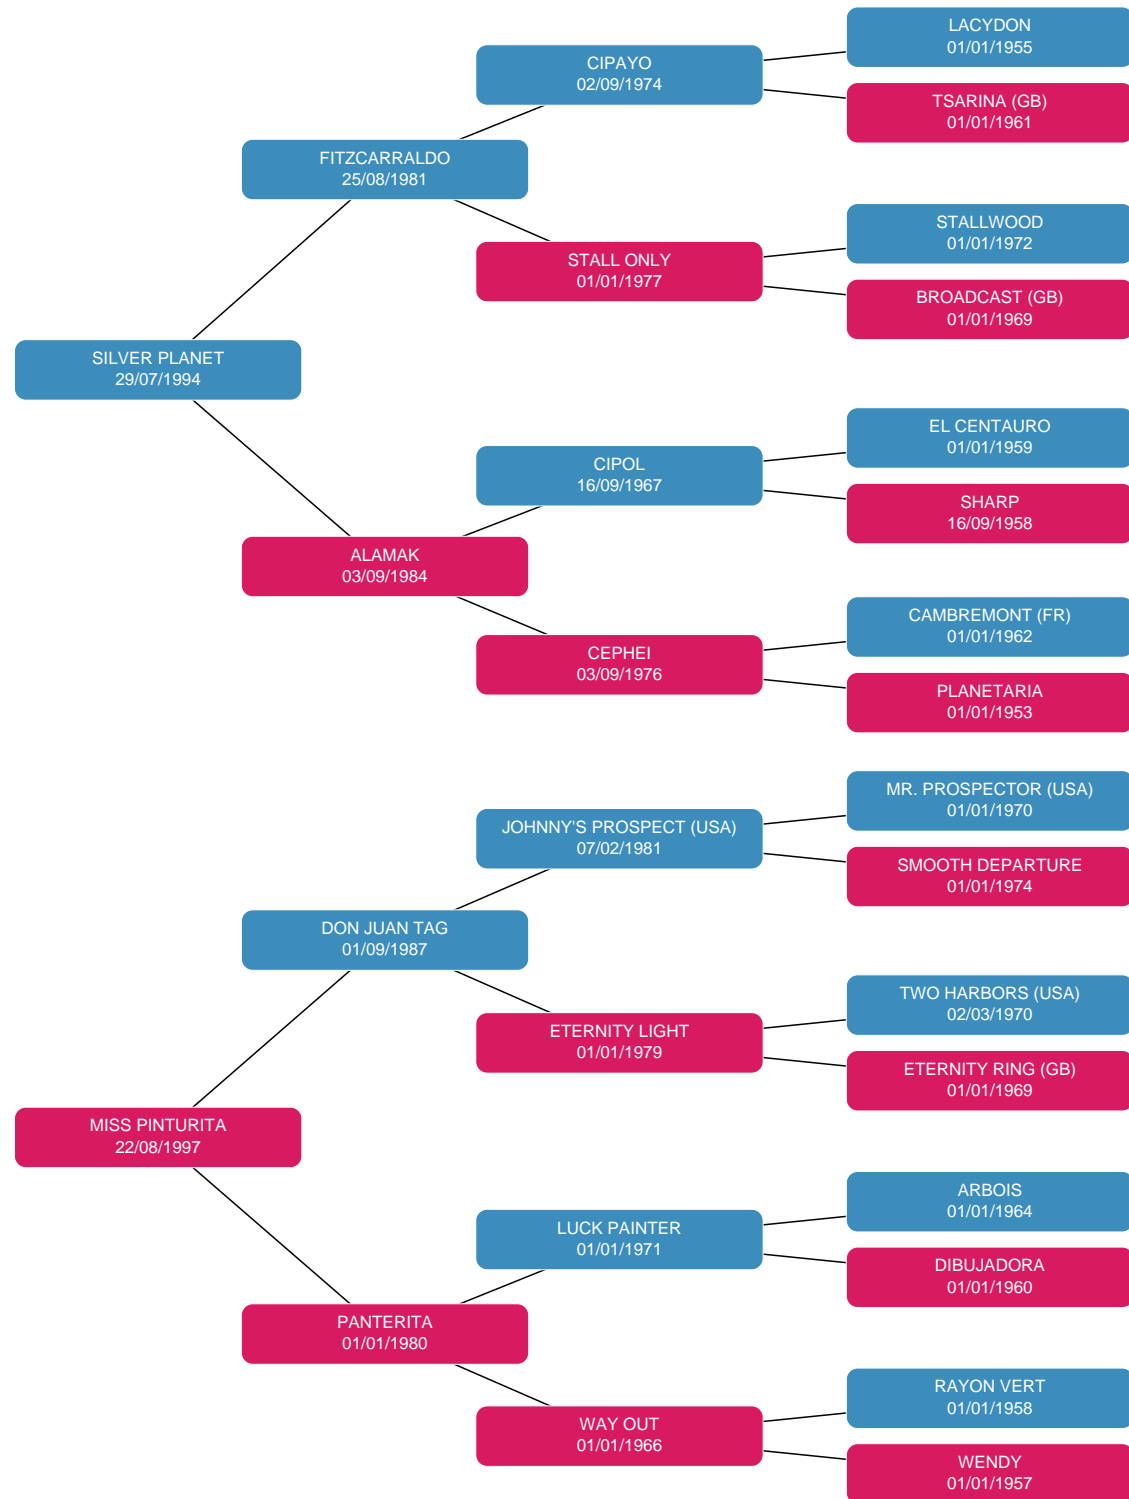 LACYDON
01/01/1955
CIPAYO
02/09/1974
TSARINA (GB)
01/01/1961
FITZCARRALDO
25/08/1981
STALLWOOD
01/01/1972
STALL ONLY
01/01/1977
BROADCAST (GB)
01/01/1969
SILVER PLANET
29/07/1994
EL CENTAURO
01/01/1959
CIPOL
16/09/1967
SHARP
16/09/1958
ALAMAK
03/09/1984
CAMBREMONT (FR)
01/01/1962
CEPHEI
03/09/1976
PLANETARIA
01/01/1953
MR. PROSPECTOR (USA)
01/01/1970
JOHNNY'S PROSPECT (USA)
07/02/1981
SMOOTH DEPARTURE
01/01/1974
DON JUAN TAG
01/09/1987
TWO HARBORS (USA)
02/03/1970
ETERNITY LIGHT
01/01/1979
ETERNITY RING (GB)
01/01/1969
MISS PINTURITA
22/08/1997
ARBOIS
01/01/1964
LUCK PAINTER
01/01/1971
DIBUJADORA
01/01/1960
PANTERITA
01/01/1980
RAYON VERT
01/01/1958
WAY OUT
01/01/1966
WENDY
01/01/1957